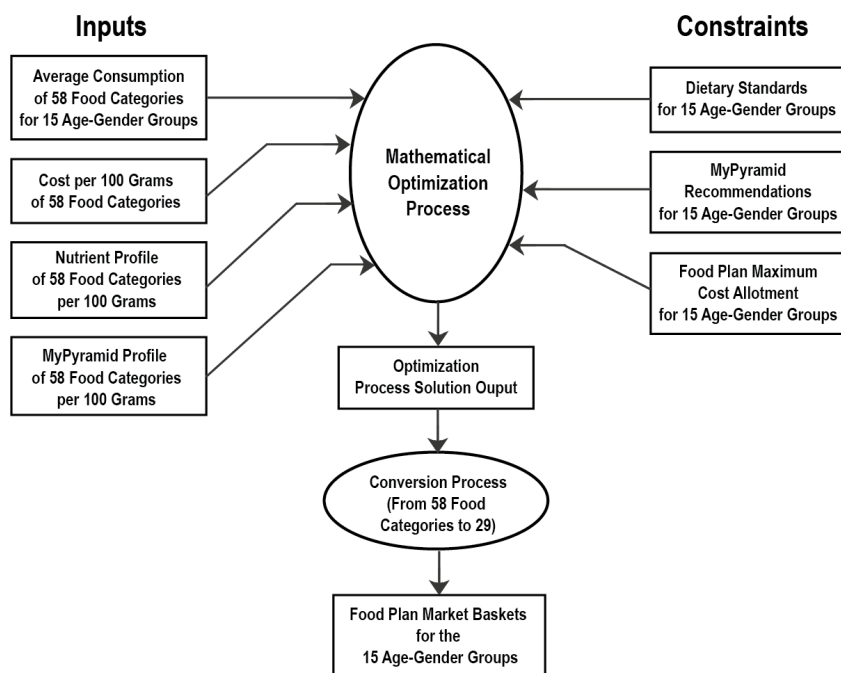 Inputs
Average Consumption
of 58 Food Categories
for 15 Age-Gender Groups
Cost per 100 Grams
of 58 Food Categories
Nutrient Profile
of 58 Food Categories
per 100 Grams
MyPyramid Profile
of 58 Food Categories
per 100 Grams
Mathematical
Optimization
Process
Constraints
Dietary Standards
for 15 Age-Gender Groups
MyPyramid
Recommendations
for 15 Age-Gender Groups
Food Plan Maximum
Cost Allotment
for 15 Age-Gender Groups
Optimization
Process Solution Ouput
Conversion Process
(From 58 Food
Categories to 29)
Food Plan Market Baskets
for the
15 Age-Gender Groups